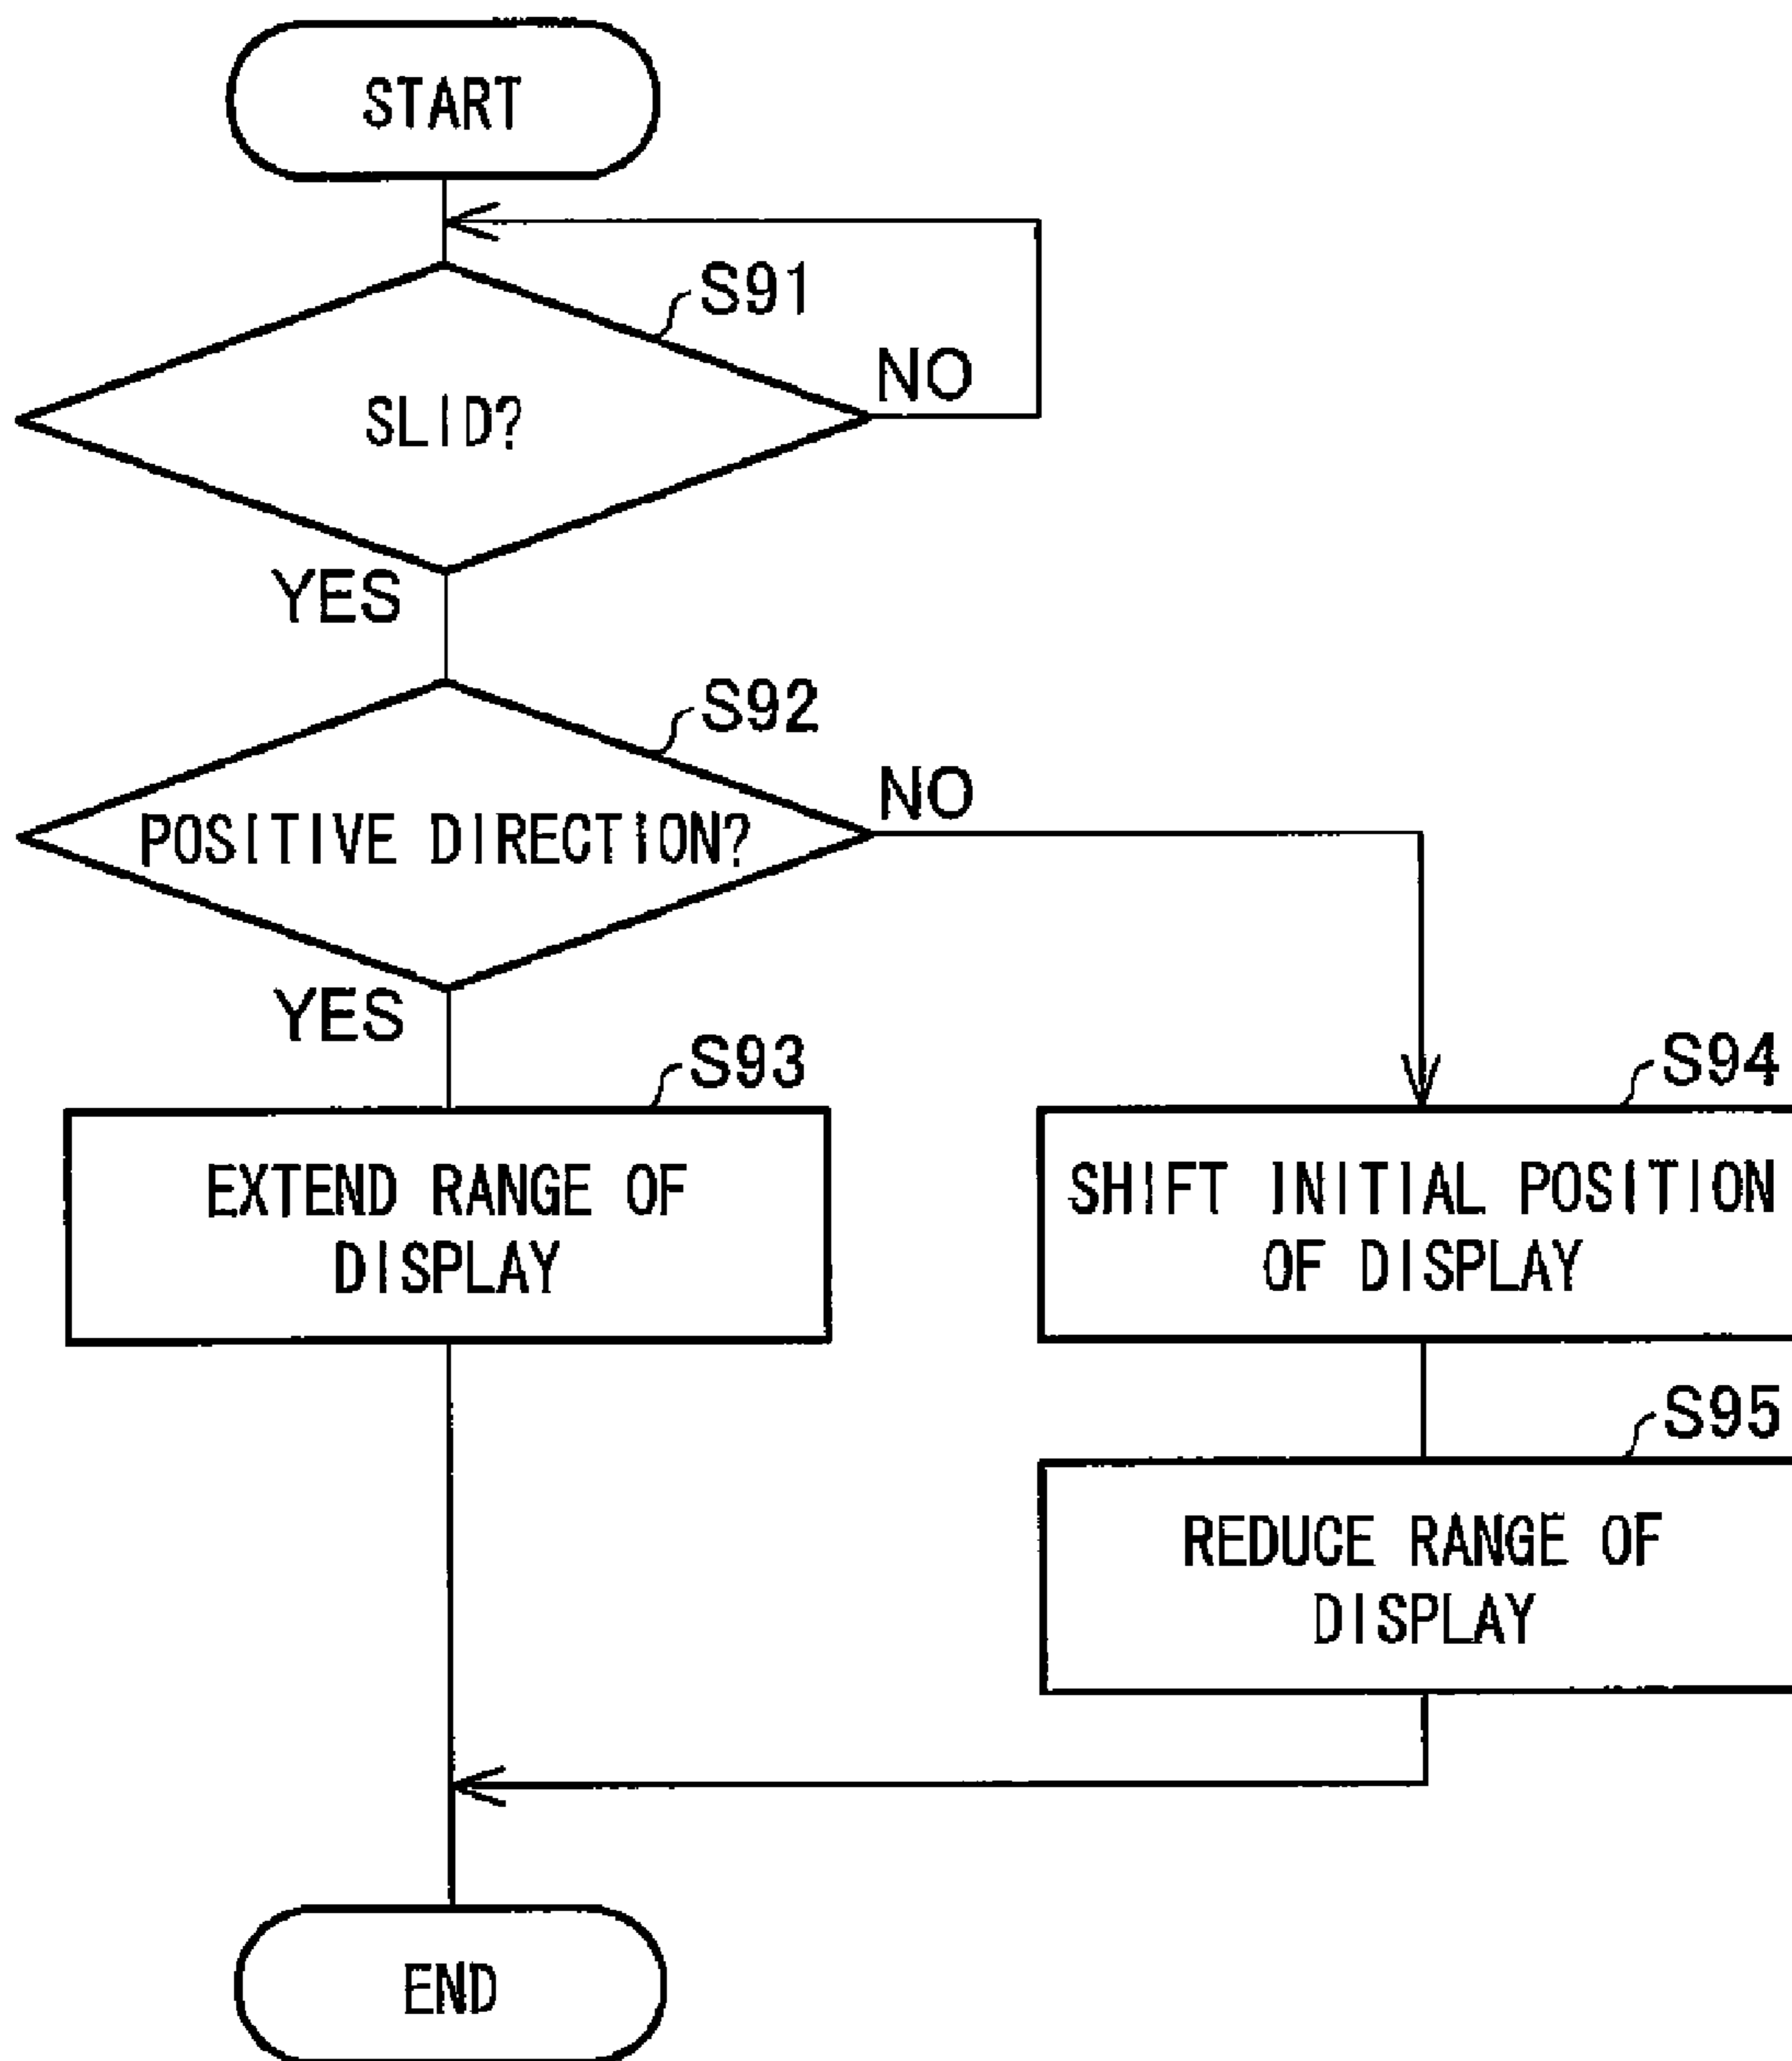 START
S91
SLID?
NO
YES
S92
POSITIVE DIRECTION?
NO
YES
S93
EXTEND RANGE OF
DISPLAY
S94
SHIFT INITIAL POSITION
OF DISPLAY
S95
REDUCE RANGE OF
DISPLAY
END